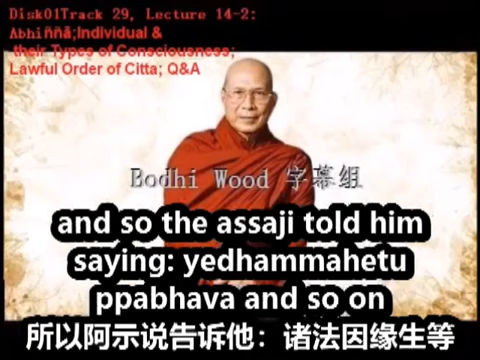 Disk01Track 29, Lecture 14-2:
Abhiññā;Individual &
their Types of Consciousness;
Lawful Order of Citta; Q&A
Bodhi Wood 字幕组
and so the assaji told him
saying: yedhammahetu
ppabhava and so on
所以阿示说告诉他：诸法因缘生等